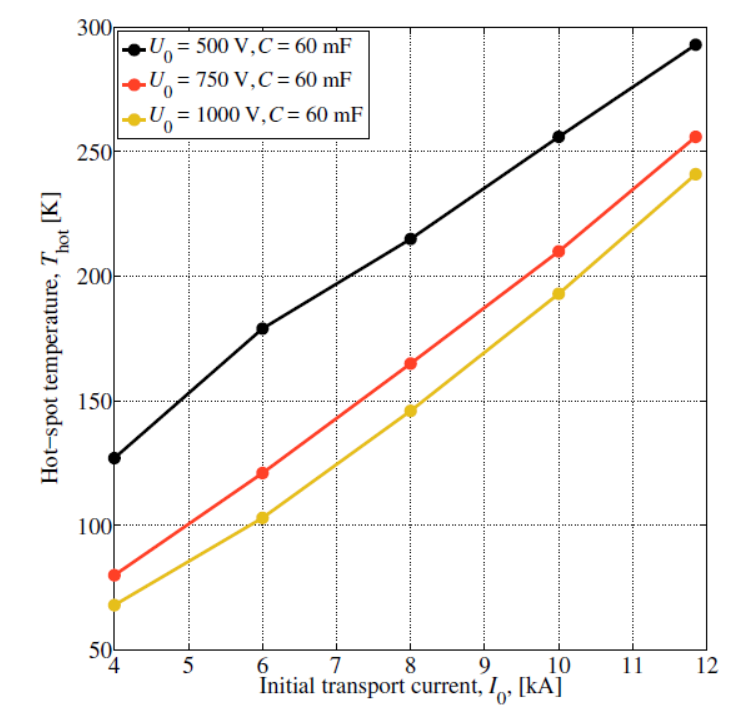 300
U0 = 500 V, C = 60 mF
U0 = 750 V, C = 60 mF
U0 = 1000 V, C = 60 mF
250
200
150
100
50
Hot−spot temperature, Thot [K]
4 5 6 7 8 9 10 11 12
Initial transport current, I0, [kA]